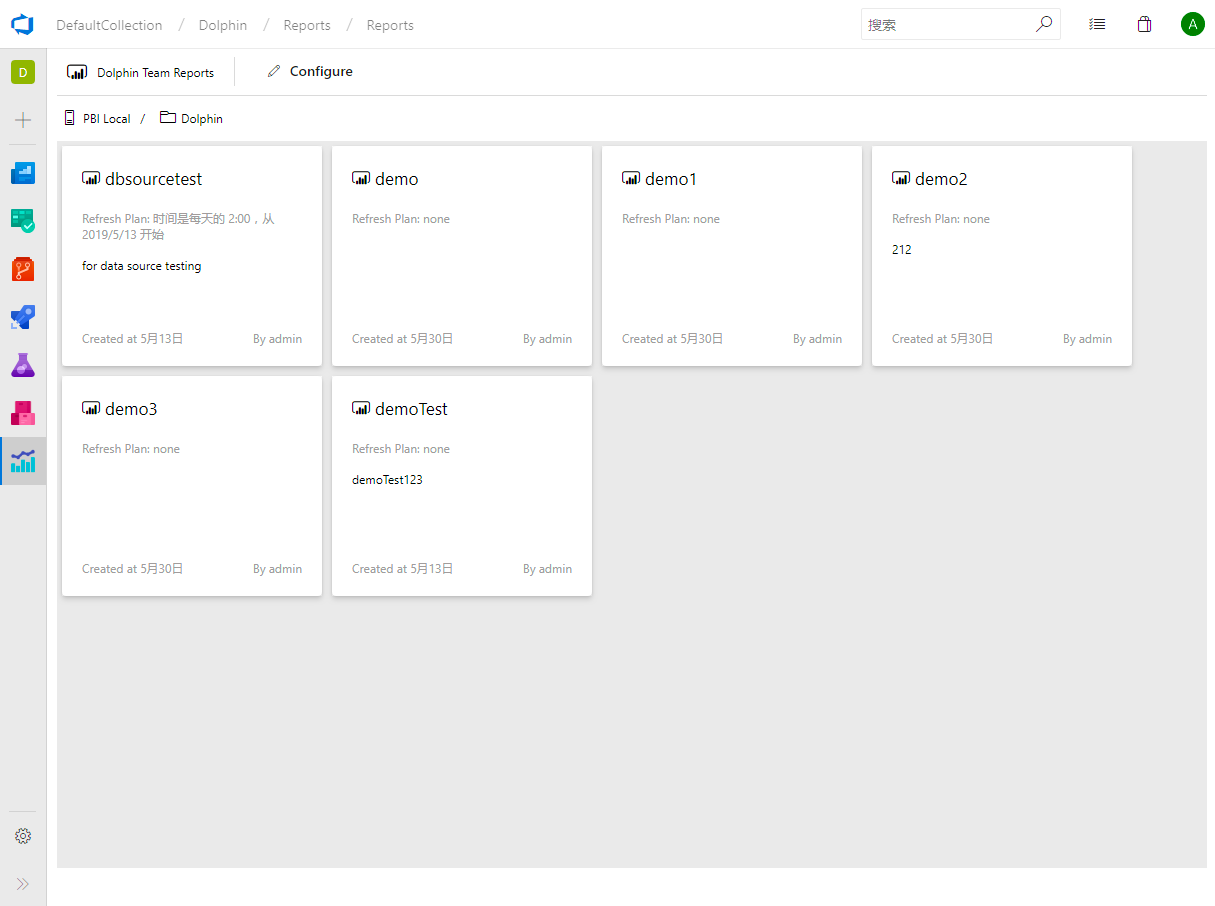 DefaultCollection / Dolphin / Reports / Reports
搜索
A
D
Dolphin Team Reports
Configure
PBI Local / Dolphin
dbsourcetest
Refresh Plan: 时间是每天的 2:00，从
2019/5/13 开始
for data source testing
Created at 5月13日
By admin
demo
Refresh Plan: none
Created at 5月30日
By admin
demo1
Refresh Plan: none
Created at 5月30日
By admin
demo2
Refresh Plan: none
212
Created at 5月30日
By admin
demo3
Refresh Plan: none
Created at 5月30日
By admin
demoTest
Refresh Plan: none
demoTest123
Created at 5月13日
By admin